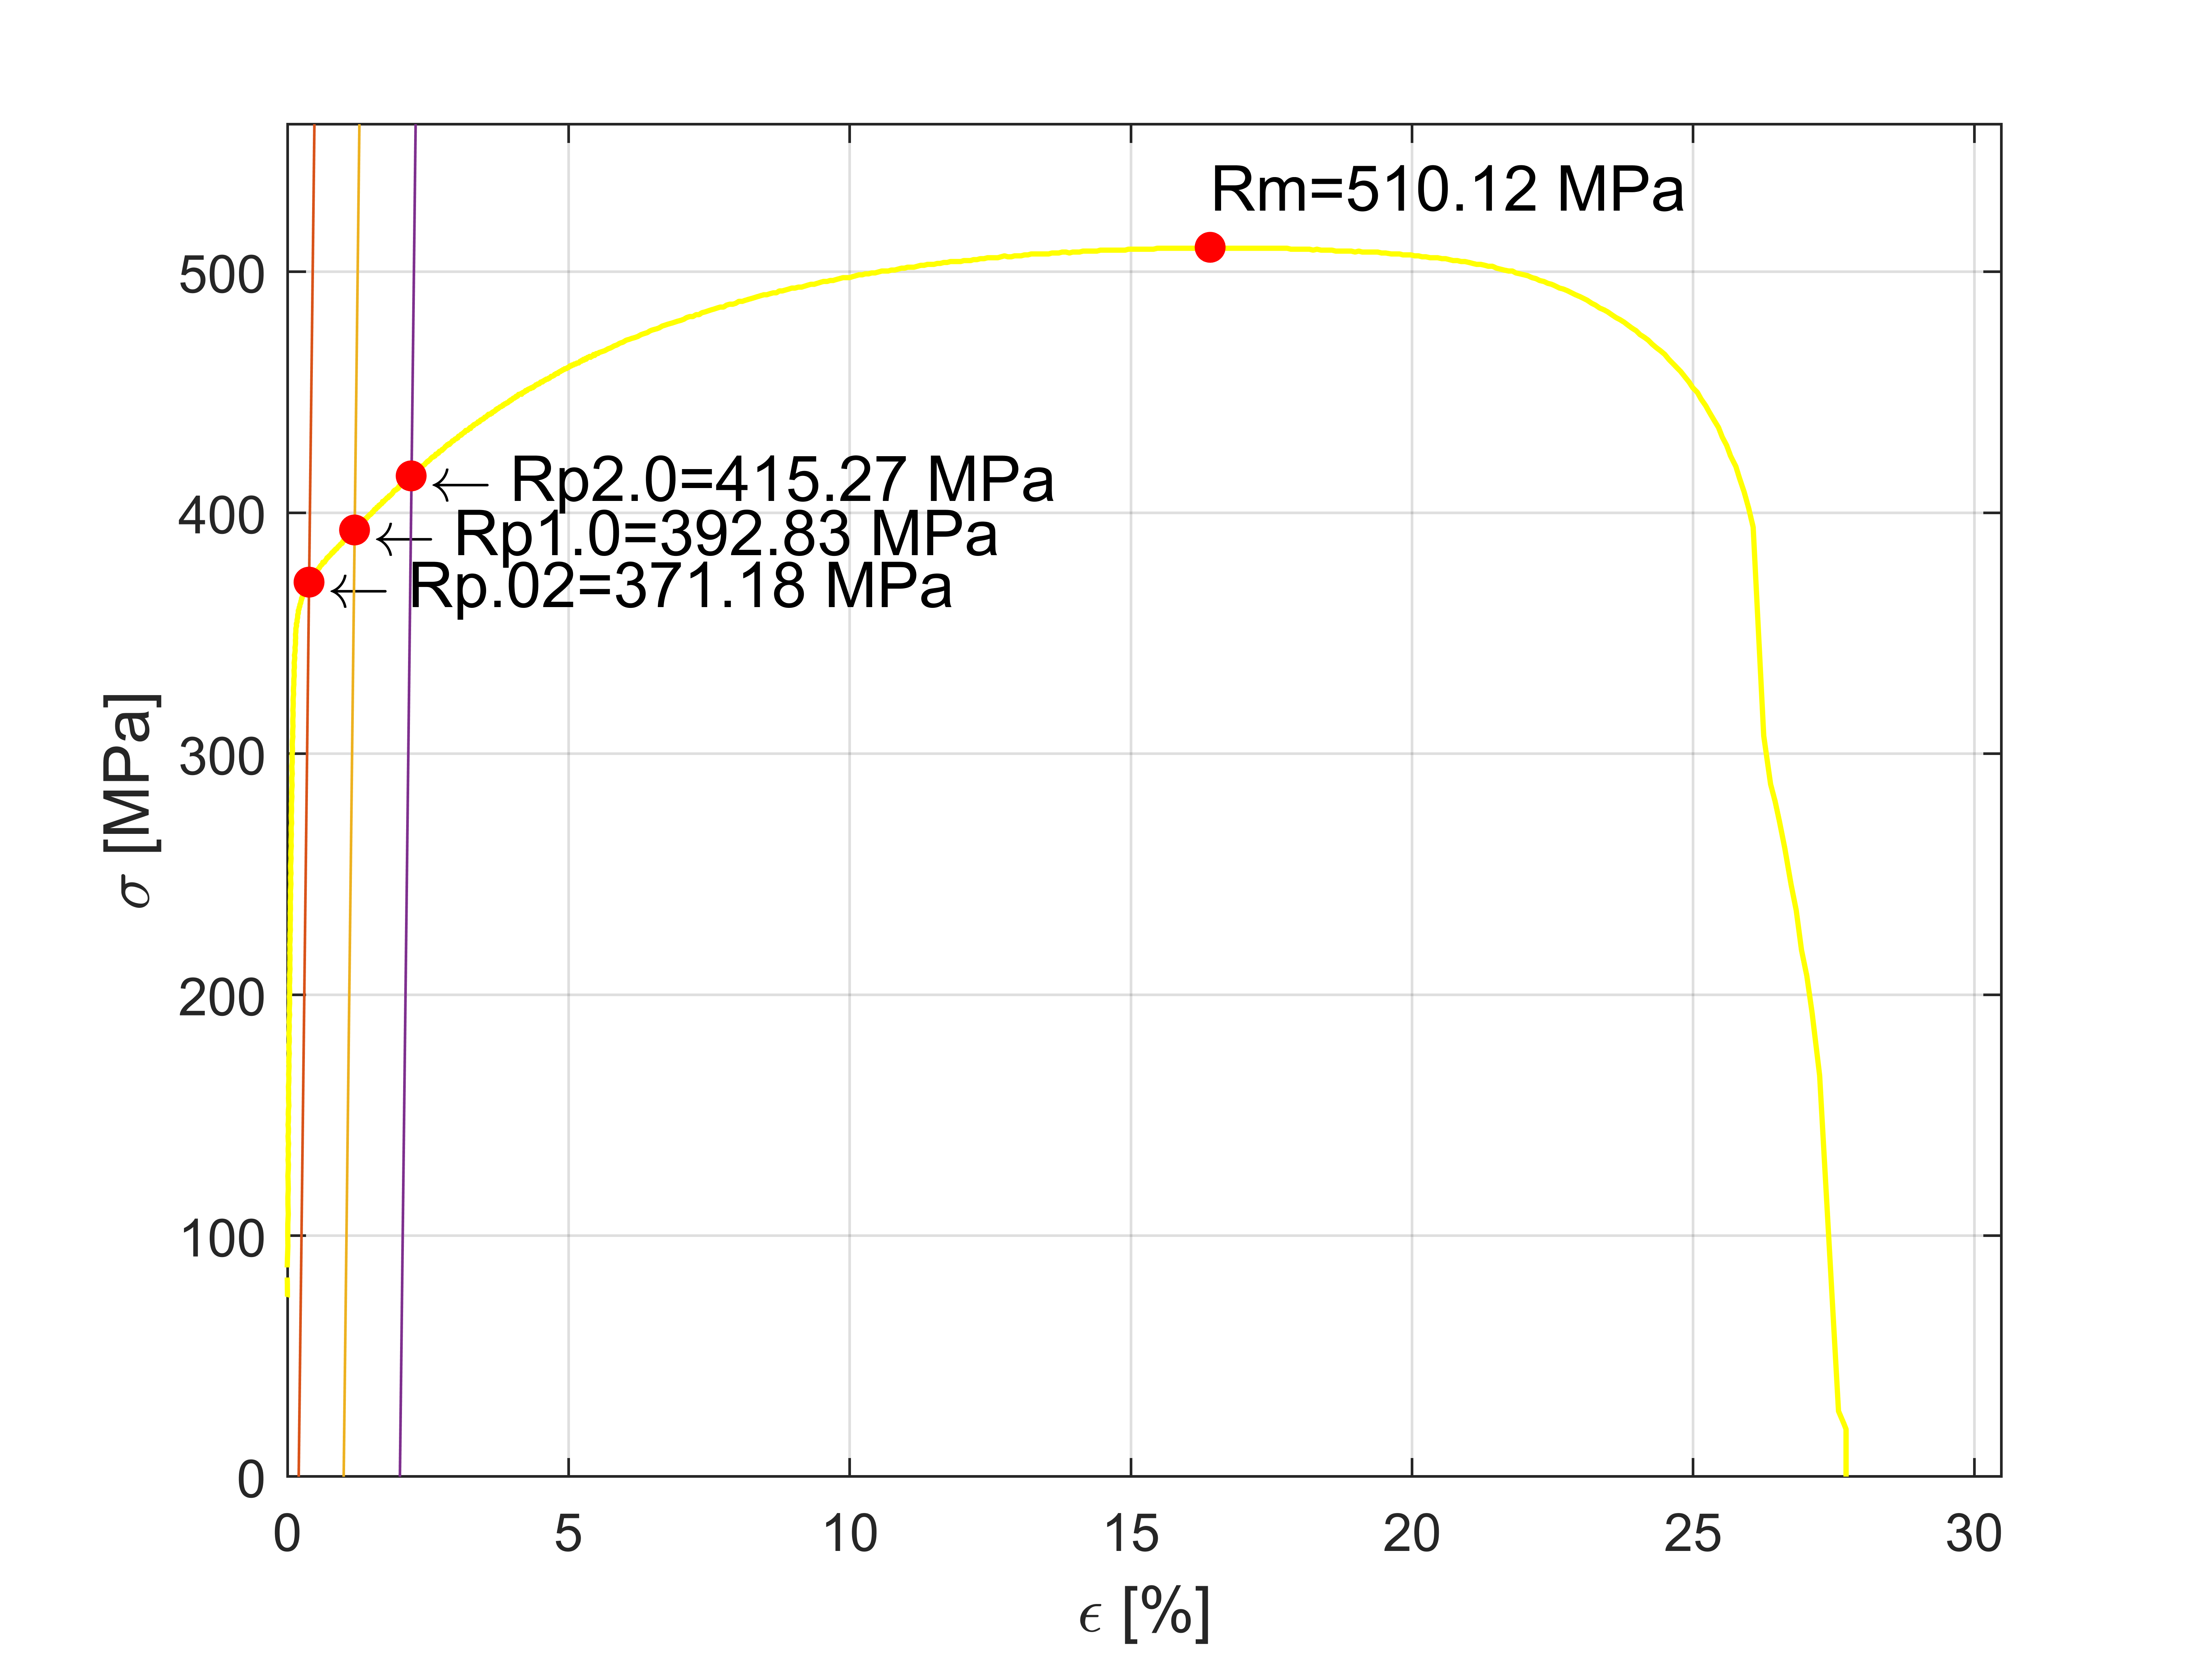 Rm=510.12 MPa
← Rp2.0=415.27 MPa
← Rp1.0=392.83 MPa
← Rp.02=371.18 MPa
500
400
300
200
100
0
σ [MPa]
0 5 10 15 20 25 30
ϵ [%]